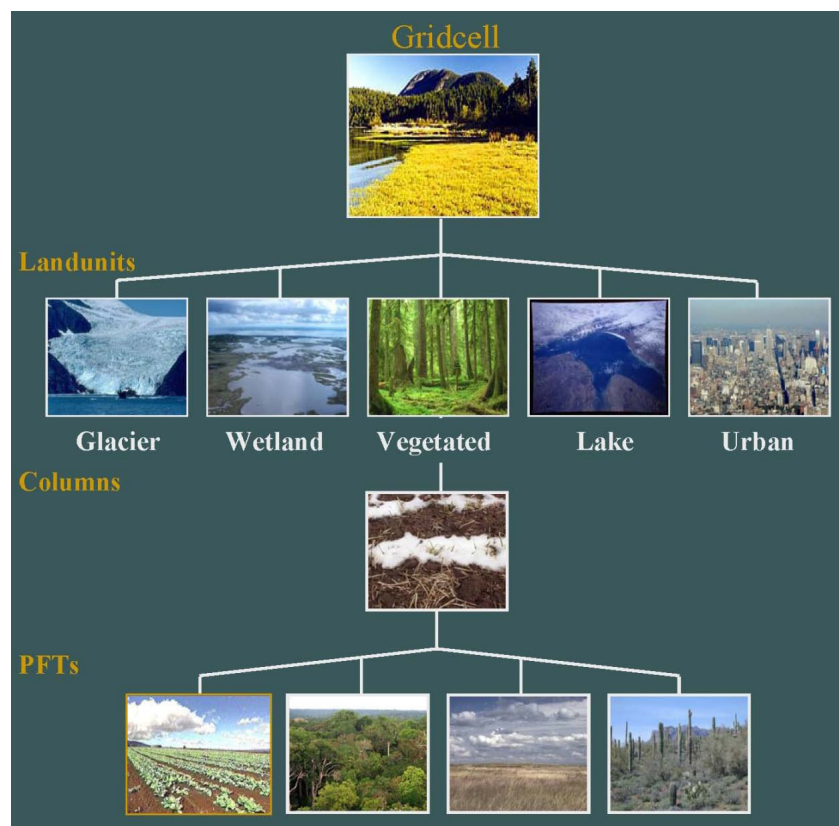 Gridcell
Landunits
Glacier
Wetland
Vegetated
Lake
Urban
Columns
PFTs